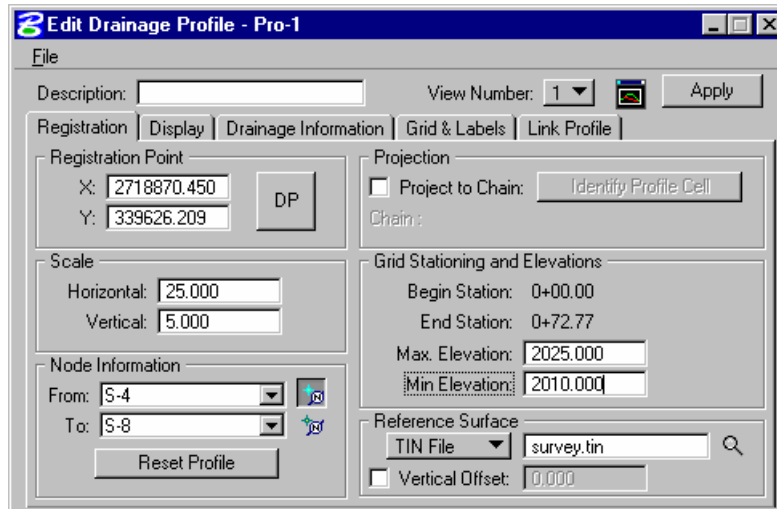 Edit Drainage Profile - Pro-1
File
Description:
View Number: 1
Apply
Registration
Display
Drainage Information
Grid & Labels
Link Profile
Registration Point
X: 2718870.450
Y: 339626.209
DP
Projection
Project to Chain:
Identify Profile Cell
Chain :
Scale
Horizontal: 25.000
Vertical: 5.000
Grid Stationing and Elevations
Begin Station: 0+00.00
End Station: 0+72.77
Max. Elevation: 2025.000
Min Elevation: 2010.000
Node Information
From: S-4
To: S-8
Reset Profile
Reference Surface
TIN File
survey.tin
Vertical Offset: 0.000